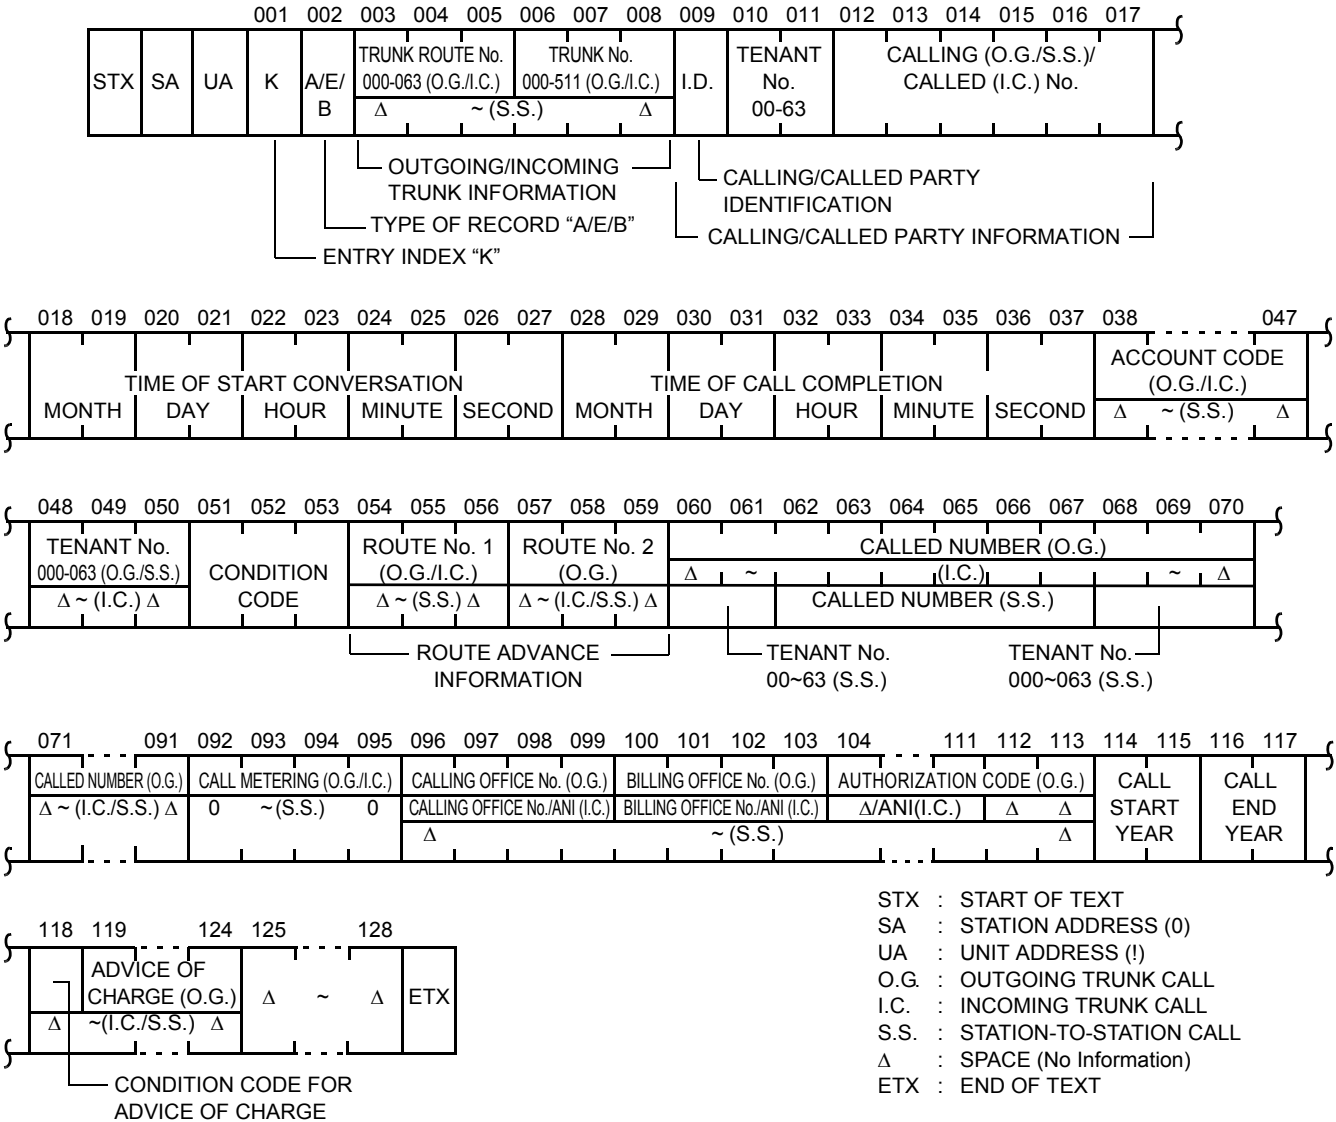 001 002 003 004 005 006 007 008 009 010 011 012 013 014 015 016 017
STX SA UA K A/E/ B TRUNK ROUTE No. 000-063 (O.G./I.C.) TRUNK No. 000-511 (O.G./I.C.) Δ ~ (S.S.) Δ I.D. TENANT No. 00-63 CALLING (O.G./S.S.)/ CALLED (I.C.) No.
OUTGOING/INCOMING
TRUNK INFORMATION
CALLING/CALLED PARTY
IDENTIFICATION
TYPE OF RECORD “A/E/B”
CALLING/CALLED PARTY INFORMATION
ENTRY INDEX “K”
018 019 020 021 022 023 024 025 026 027 028 029 030 031 032 033 034 035 036 037 038 047
TIME OF START CONVERSATION
MONTH DAY HOUR MINUTE SECOND
TIME OF CALL COMPLETION
MONTH DAY HOUR MINUTE SECOND
ACCOUNT CODE
(O.G./I.C.)
Δ ~ (S.S.) Δ
048 049 050 051 052 053 054 055 056 057 058 059 060 061 062 063 064 065 066 067 068 069 070
TENANT No.
000-063 (O.G./S.S.)
Δ ~ (I.C.) Δ
CONDITION
CODE
ROUTE No. 1
(O.G./I.C.)
Δ ~ (S.S.) Δ
ROUTE No. 2
(O.G.)
Δ ~ (I.C./S.S.) Δ
CALLED NUMBER (O.G.)
Δ ~ (I.C.) ~ Δ
CALLED NUMBER (S.S.)
ROUTE ADVANCE
INFORMATION
TENANT No.
00~63 (S.S.)
TENANT No.
000~063 (S.S.)
071 091 092 093 094 095 096 097 098 099 100 101 102 103 104 111 112 113 114 115 116 117
CALLED NUMBER (O.G.)
Δ ~ (I.C./S.S.) Δ
CALL METERING (O.G./I.C.)
0 ~ (S.S.) 0
CALLING OFFICE No. (O.G.) BILLING OFFICE No. (O.G.) AUTHORIZATION CODE (O.G.)
CALLING OFFICE No./ANI (I.C.) BILLING OFFICE No./ANI (I.C.) Δ/ANI(I.C.) Δ Δ
Δ ~ (S.S.) Δ
CALL
START
YEAR
CALL
END
YEAR
118 119 124 125 128
ADVICE OF
CHARGE (O.G.)
Δ ~(I.C./S.S.) Δ
Δ ~ Δ ETX
CONDITION CODE FOR
ADVICE OF CHARGE
STX : START OF TEXT
SA : STATION ADDRESS (0)
UA : UNIT ADDRESS (!)
O.G. : OUTGOING TRUNK CALL
I.C. : INCOMING TRUNK CALL
S.S. : STATION-TO-STATION CALL
Δ : SPACE (No Information)
ETX : END OF TEXT